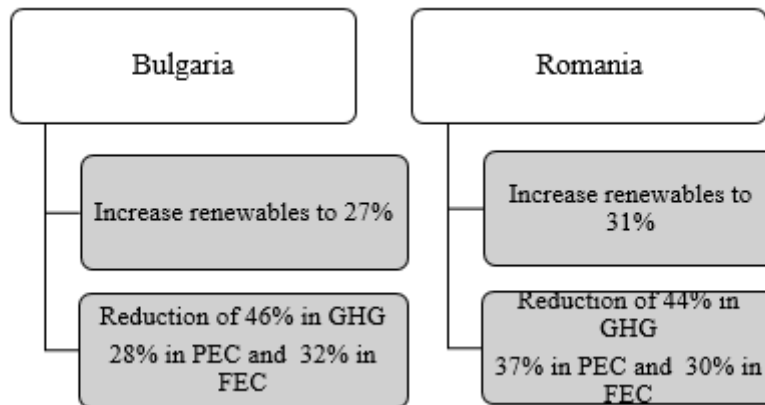 Bulgaria
Increase renewables to 27%
Reduction of 46% in GHG
28% in PEC and 32% in
FEC
Romania
Increase renewables to
31%
Reduction of 44% in
GHG
37% in PEC and 30% in
FEC